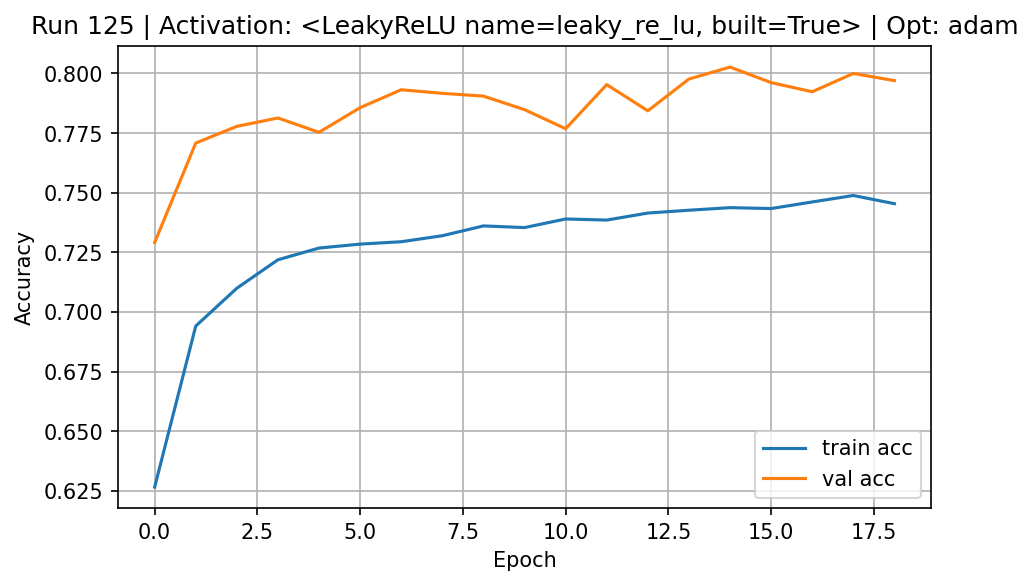 Run 125 | Activation: <LeakyReLU name=leaky_re_lu, built=True> | Opt: adam
Accuracy
0.800
0.775
0.750
0.725
0.700
0.675
0.650
0.625
train acc
val acc
0.0 2.5 5.0 7.5 10.0 12.5 15.0 17.5
Epoch